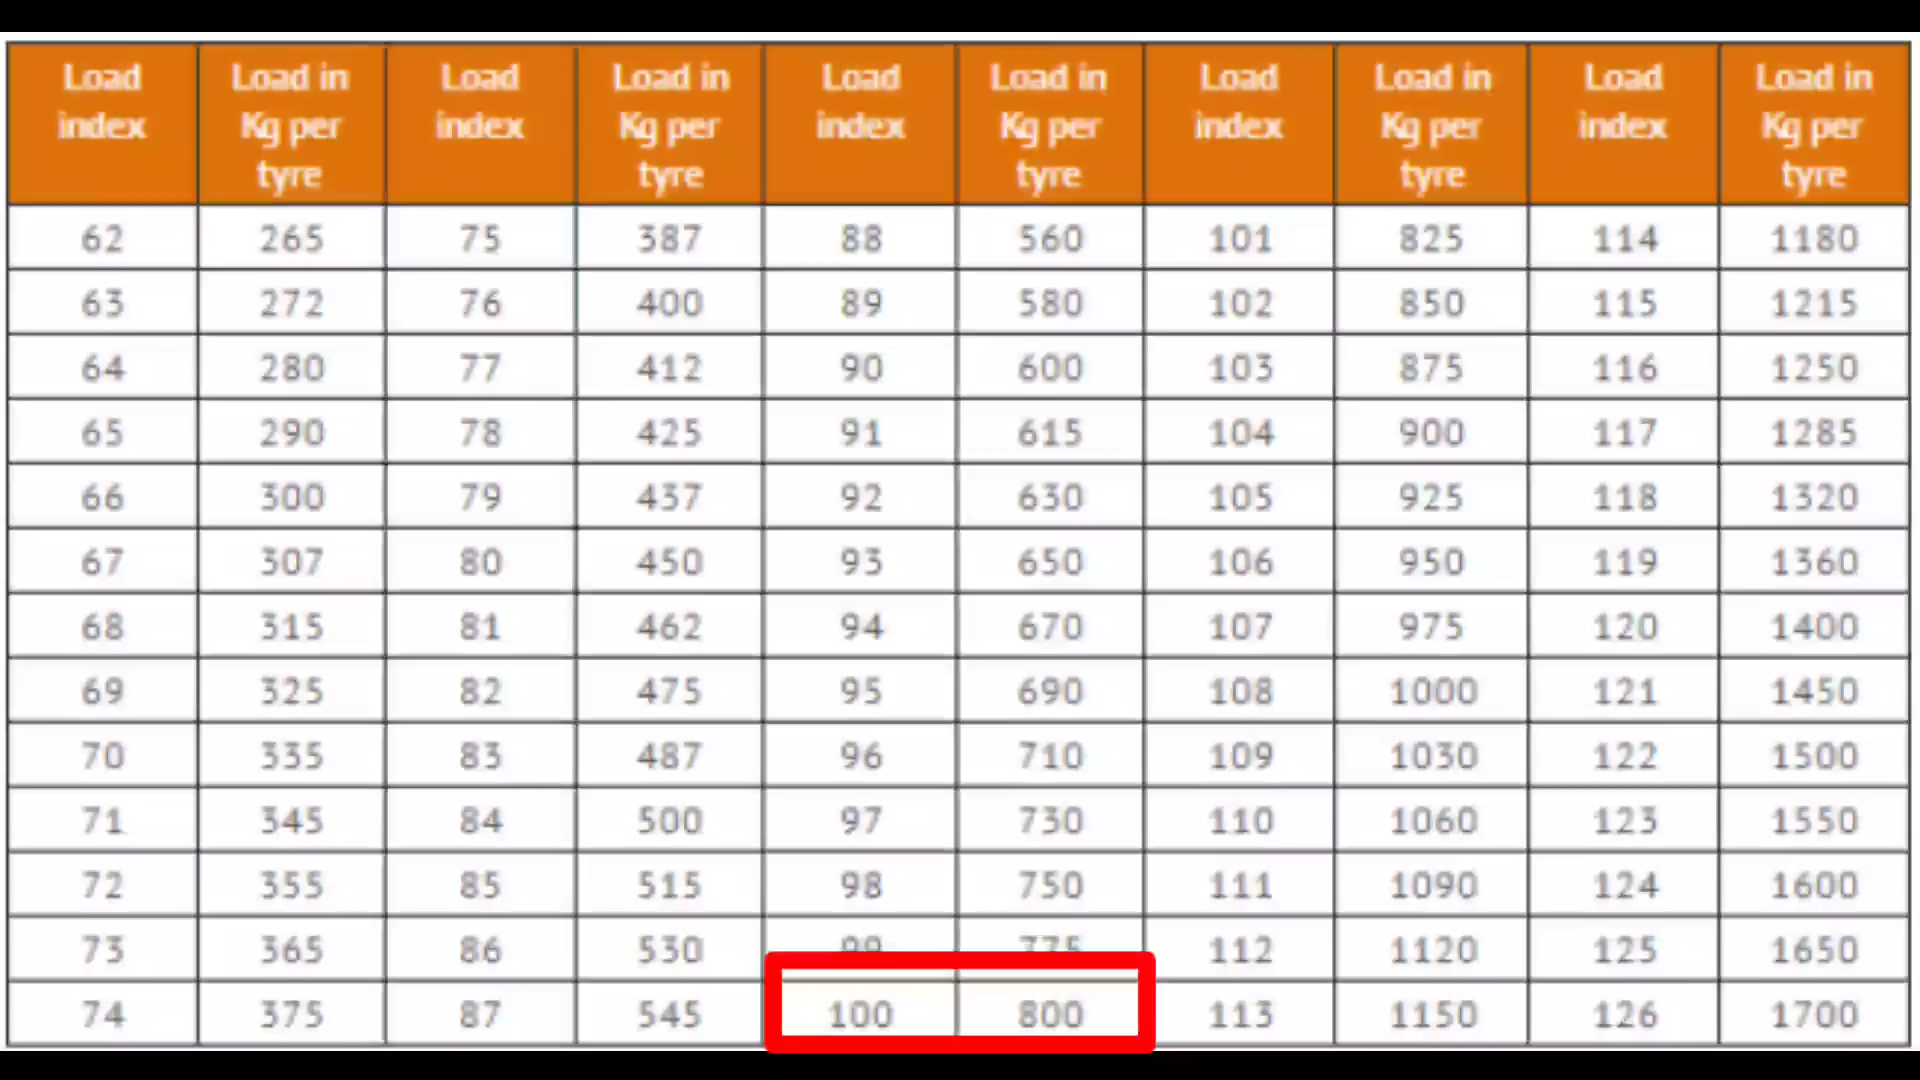 Load index Load in Kg per tyre Load index Load in Kg per tyre Load index Load in Kg per tyre Load index Load in Kg per tyre Load index Load in Kg per tyre
62 265 75 387 88 560 101 825 114 1180
63 272 76 400 89 580 102 850 115 1215
64 280 77 412 90 600 103 875 116 1250
65 290 78 425 91 615 104 900 117 1285
66 300 79 437 92 630 105 925 118 1320
67 307 80 450 93 650 106 950 119 1360
68 315 81 462 94 670 107 975 120 1400
69 325 82 475 95 690 108 1000 121 1450
70 335 83 487 96 710 109 1030 122 1500
71 345 84 500 97 730 110 1060 123 1550
72 355 85 515 98 750 111 1090 124 1600
73 365 86 530 99 775 112 1120 125 1650
74 375 87 545 100 800 113 1150 126 1700